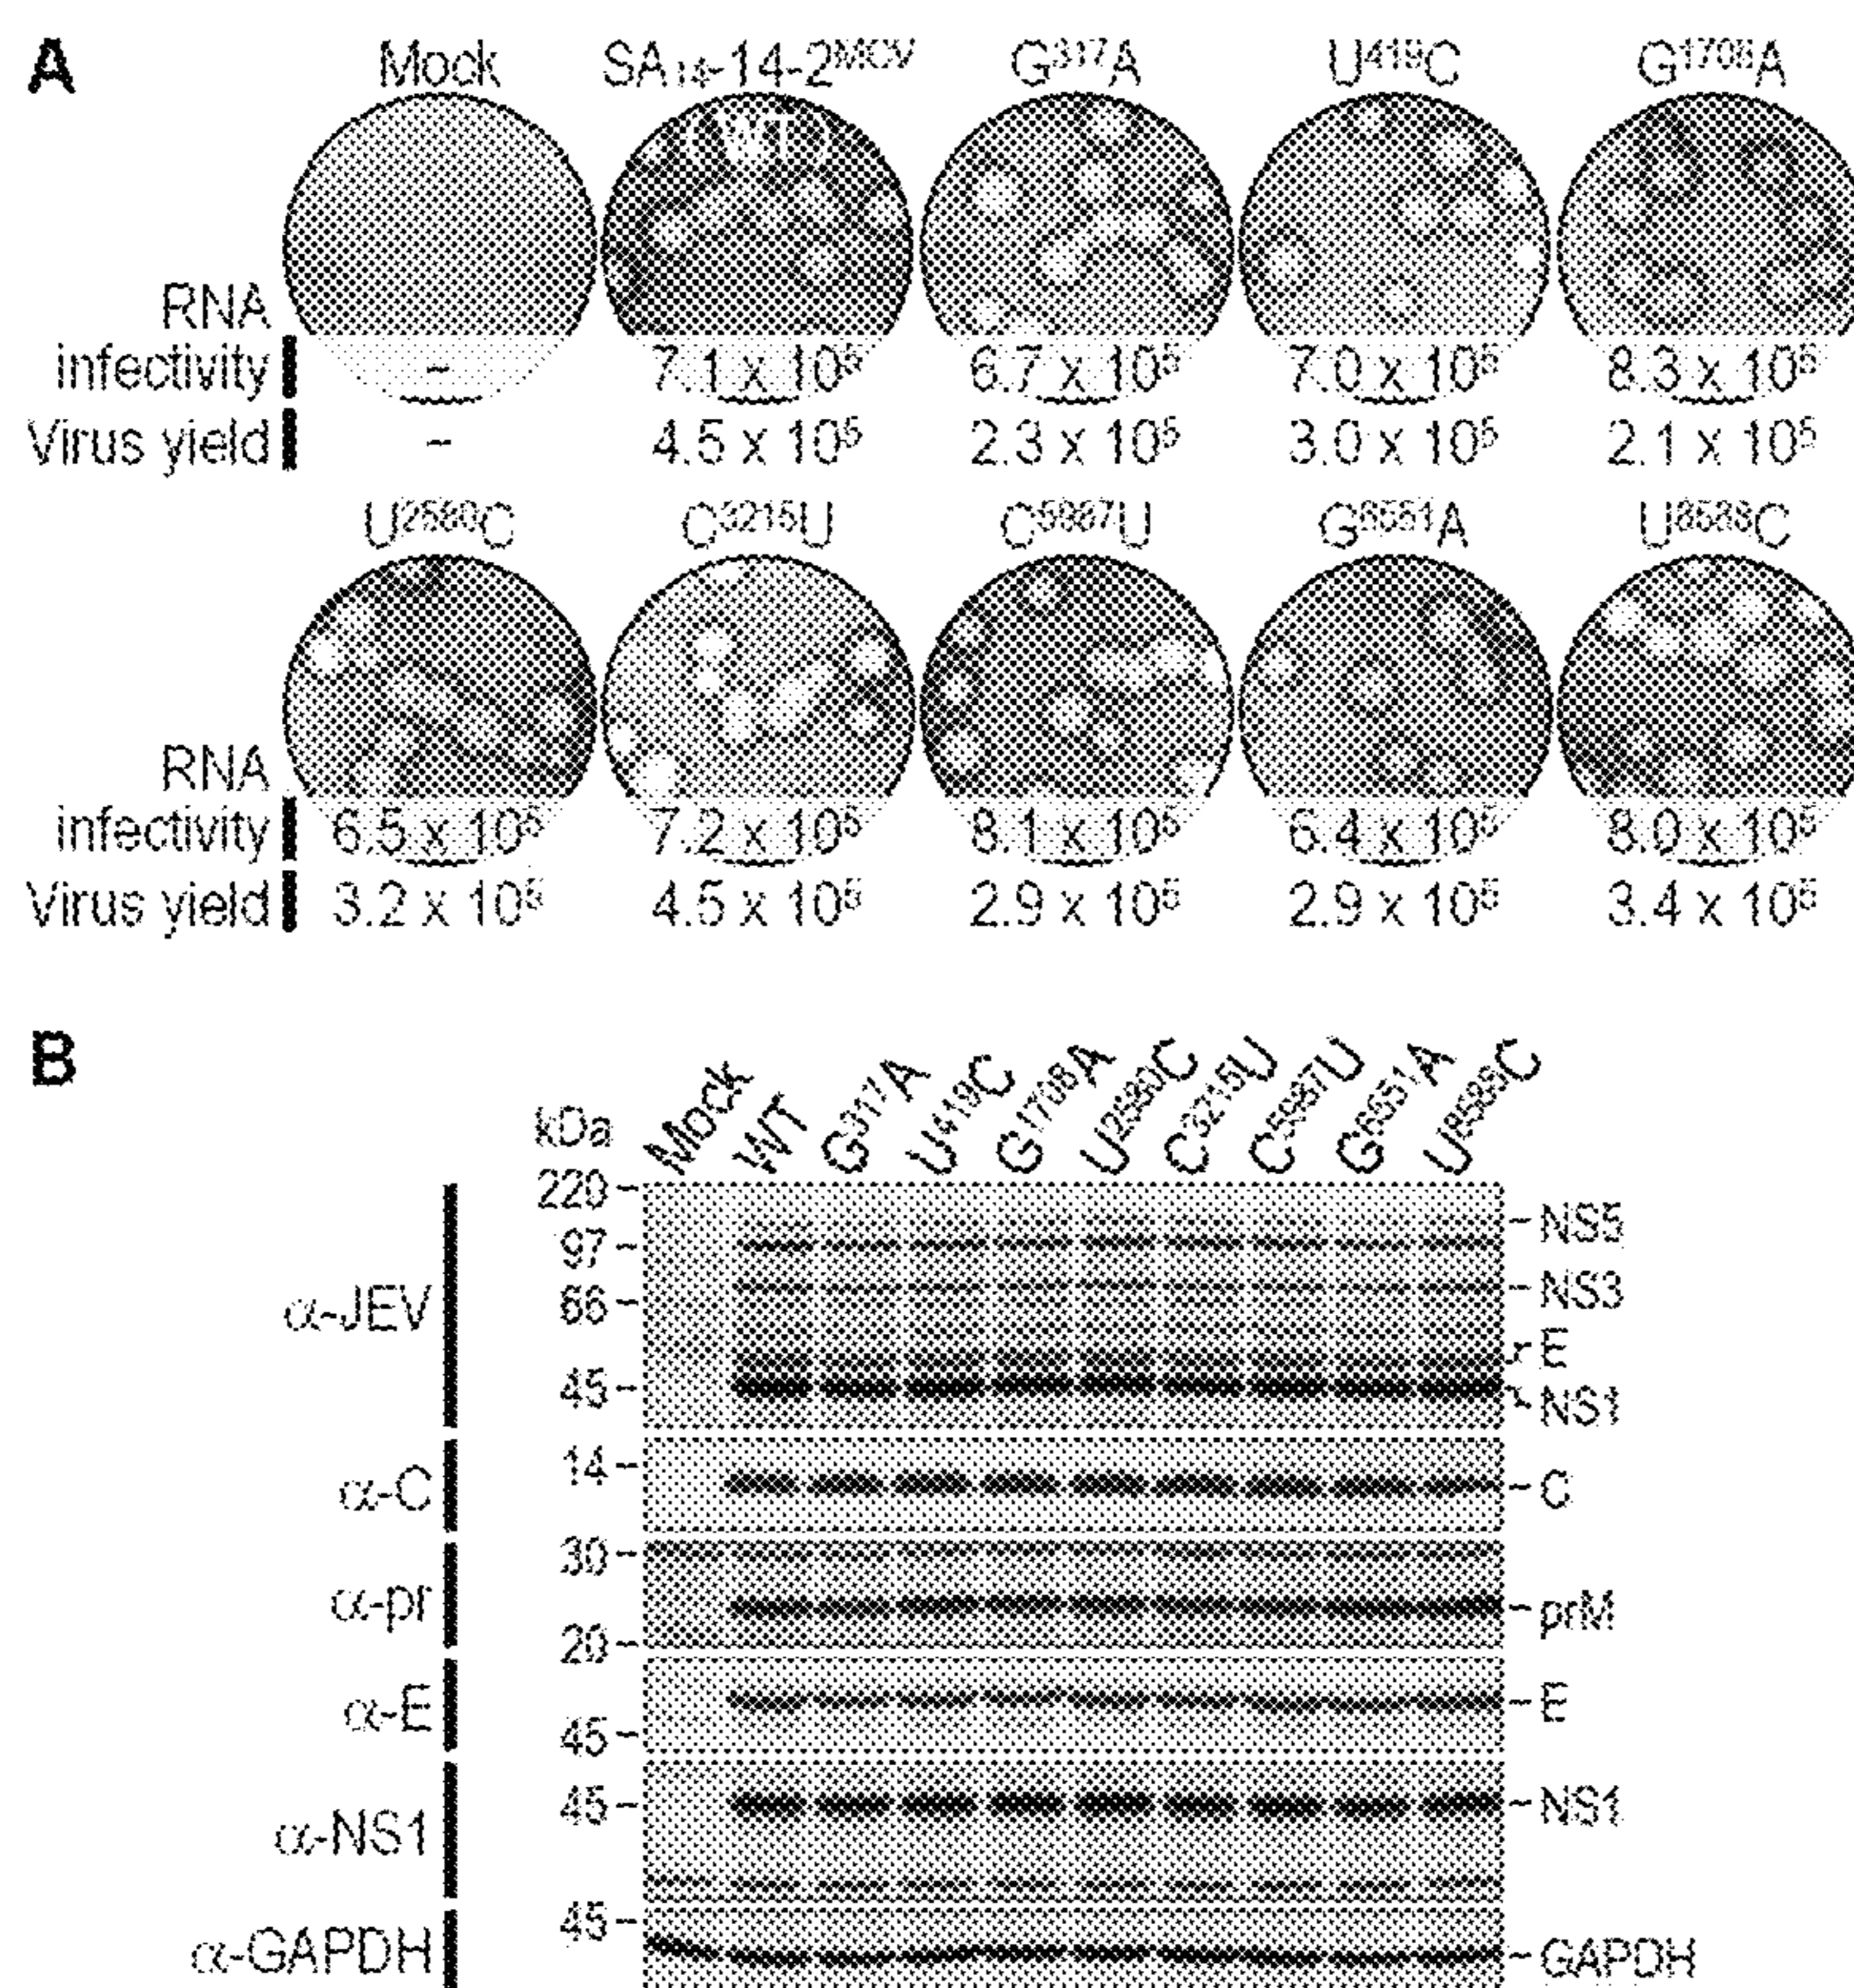 A
Mock SA₁₄-14-2ᴹᶜⱽ G³¹⁷A U⁴¹⁹C G¹⁷⁰⁸A
(WT)
RNA
infectivity - 7.1 x 10⁵ 6.7 x 10⁵ 7.0 x 10⁵ 8.3 x 10⁵
Virus yield - 4.5 x 10⁵ 2.3 x 10⁵ 3.0 x 10⁵ 2.1 x 10⁵
U²⁵⁸⁰C C³²¹⁵U C⁵⁹⁸⁷U G⁶⁵⁵¹A U⁸⁵⁸⁸C
RNA
infectivity 6.5 x 10⁵ 7.2 x 10⁵ 8.1 x 10⁵ 6.4 x 10⁵ 8.0 x 10⁵
Virus yield 3.2 x 10⁵ 4.5 x 10⁵ 2.9 x 10⁵ 2.9 x 10⁵ 3.4 x 10⁵
B
kDa Mock WT G³¹⁷A U⁴¹⁹C G¹⁷⁰⁸A U²⁵⁸⁰C C³²¹⁵U C⁵⁹⁸⁷U G⁶⁵⁵¹A U⁸⁵⁸⁸C
220
NS5
97
NS3
α-JEV 66
E
45
NS1
14
α-C C
30
α-pr prM
20
α-E E
45
45 NS1
α-NS1
45
α-GAPDH GAPDH